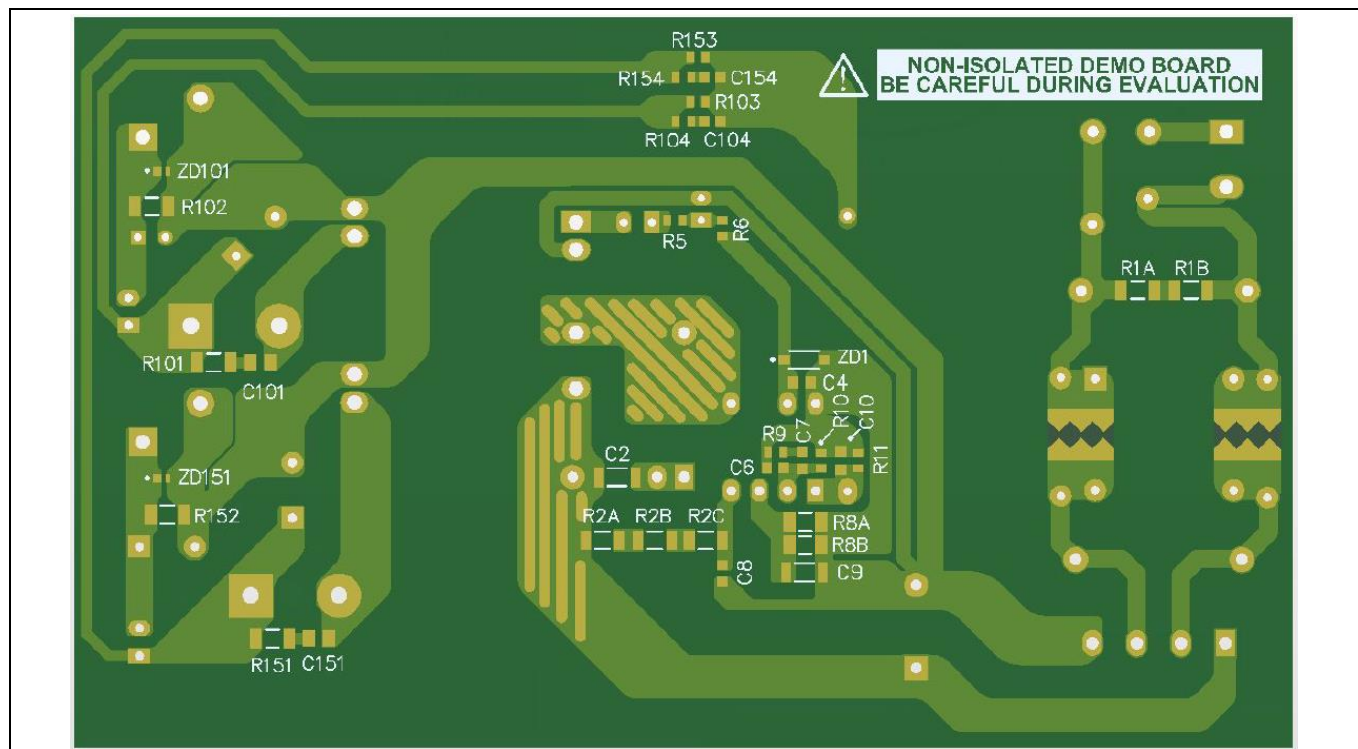 R153
NON-ISOLATED DEMO BOARD
BE CAREFUL DURING EVALUATION
R154 C154
R103
R104 C104
ZD101
R102
R5 R6
R1A R1B
R101
C101
ZD1
C4
R9 C7 R10 C10
R11
C6
C2
ZD151
R152
R2A R2B R2C
R8A
R8B
C8 C9
R151 C151